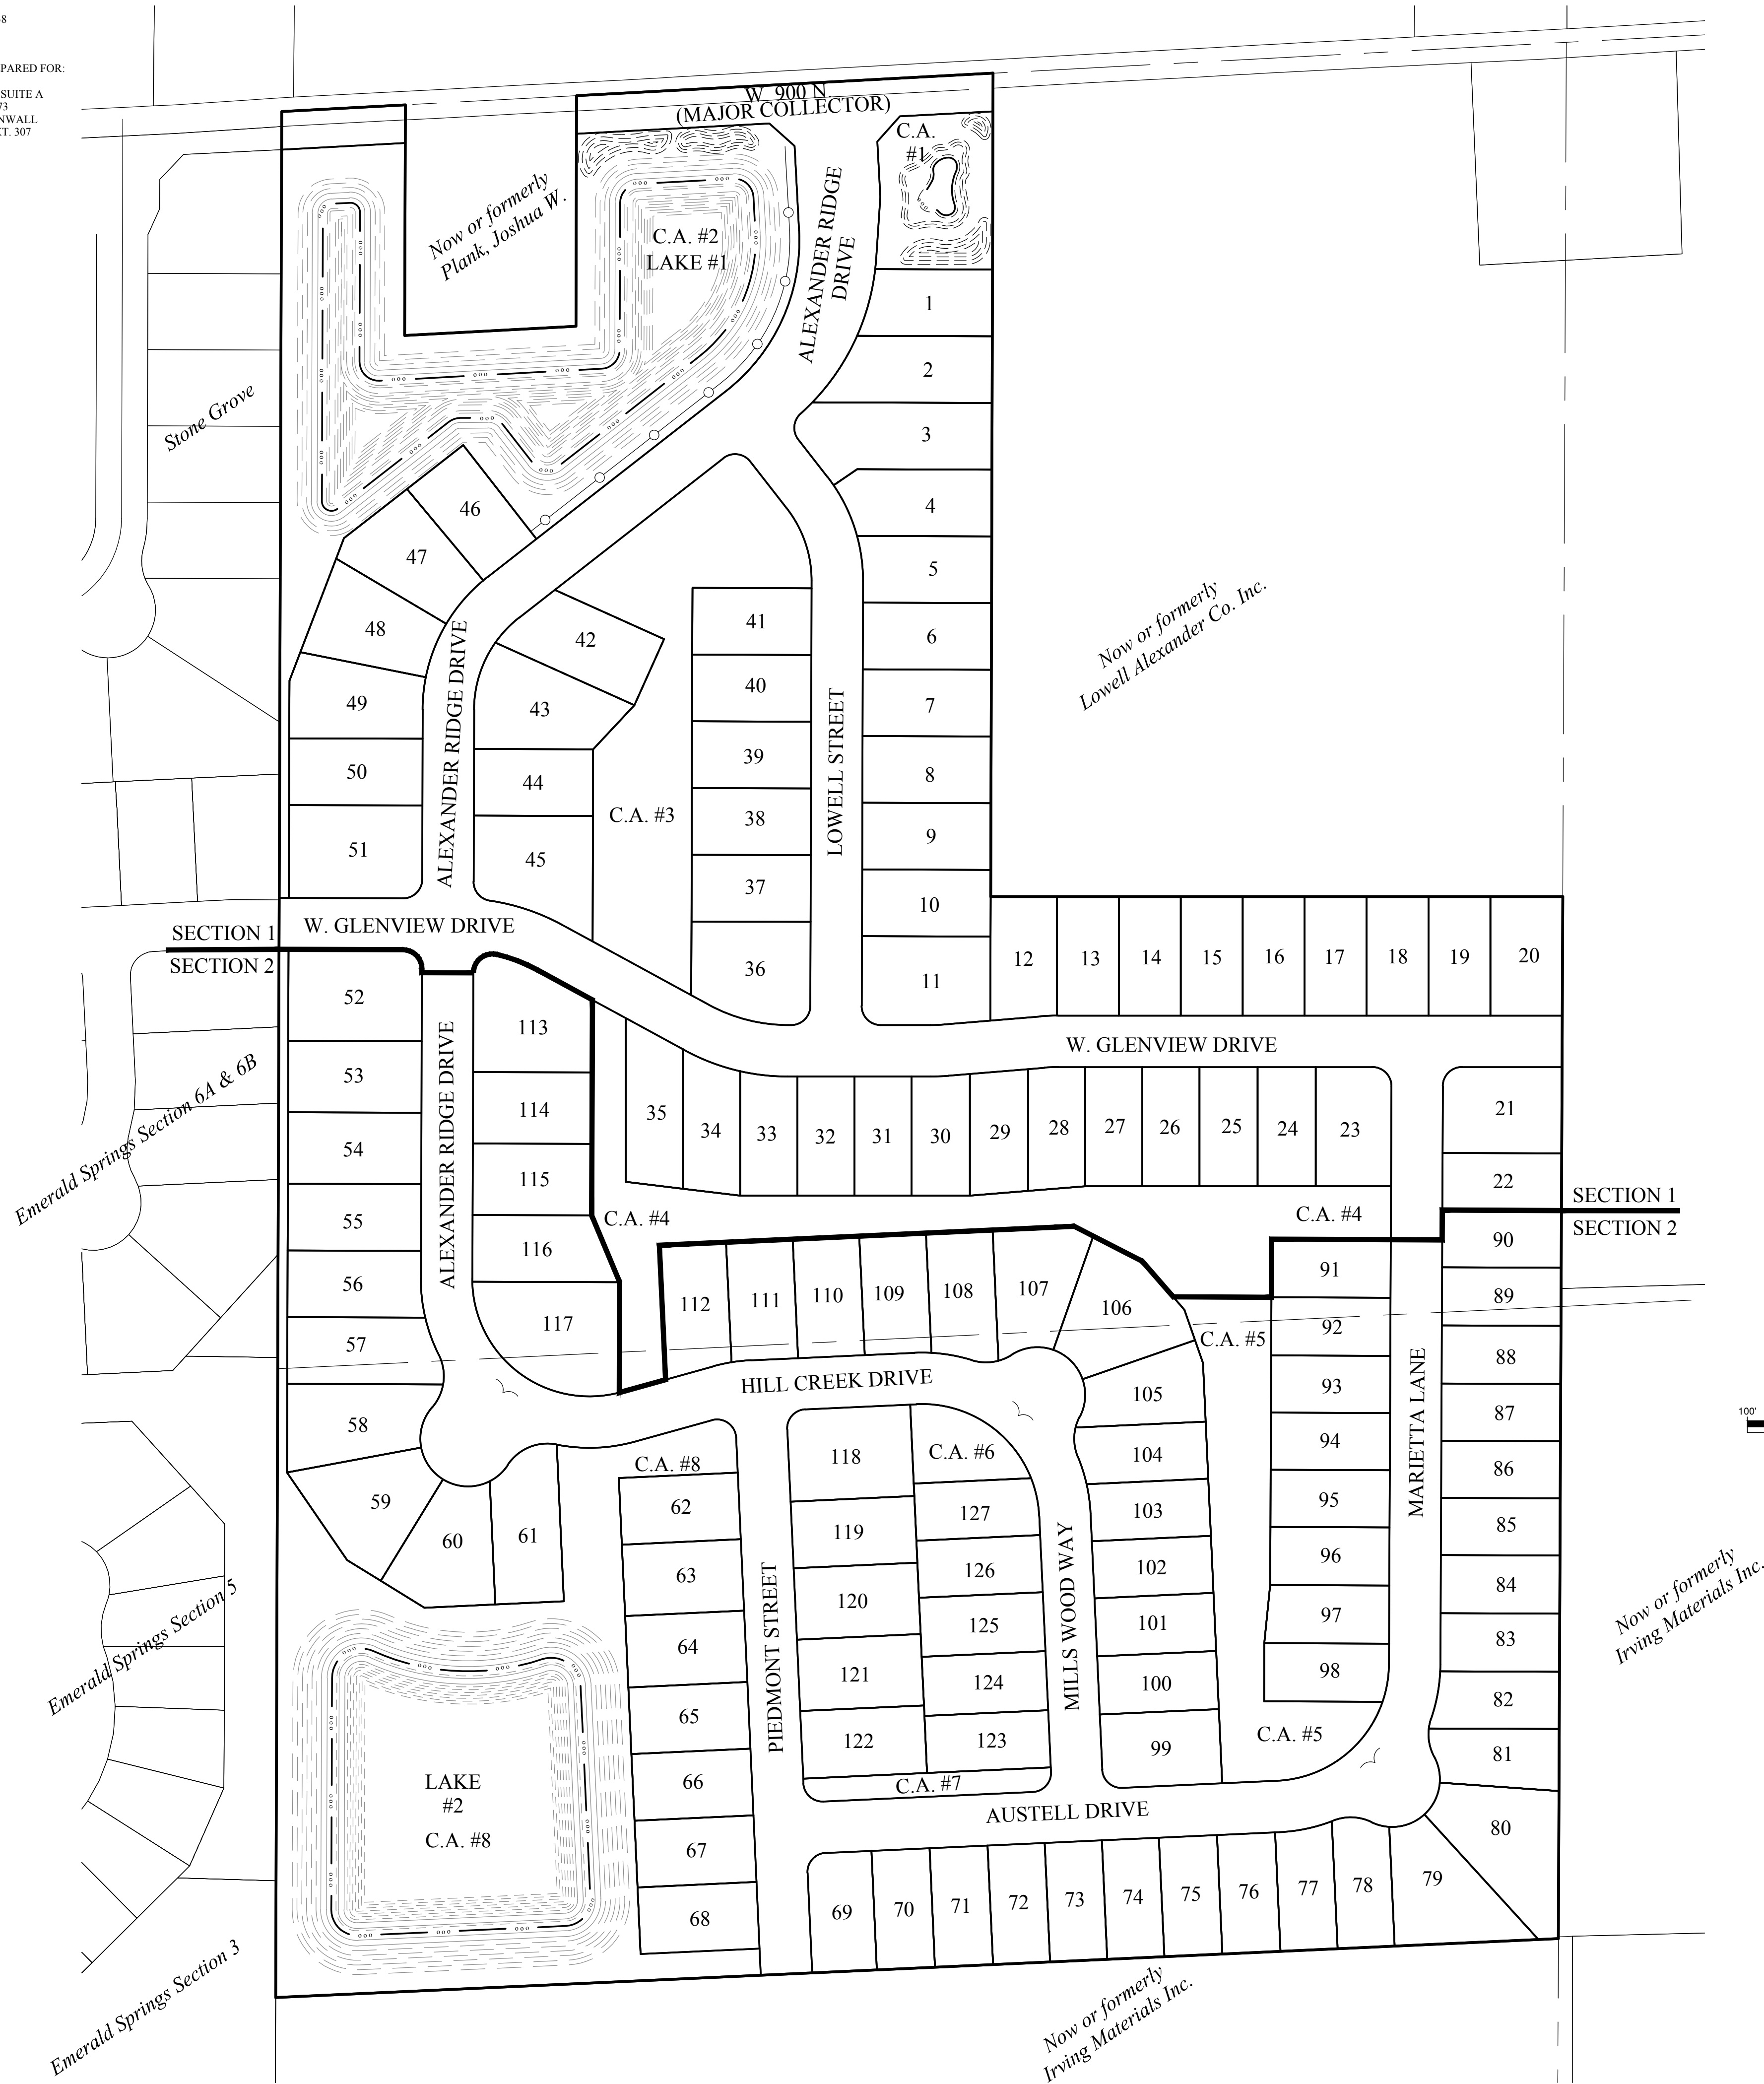 PARED FOR:
SUITE A
73
NWALL
T. 307
W. 900 N.
(MAJOR COLLECTOR)
C.A.
#1
Now or formerly
Plank, Joshua W.
C.A. #2
LAKE #1
ALEXANDER RIDGE
DRIVE
1
2
3
4
5
6
7
8
9
10
11
Stone Grove
46
47
48
49
50
51
42
43
44
45
41
40
39
38
37
36
ALEXANDER RIDGE DRIVE
LOWELL STREET
C.A. #3
Now or formerly
Lowell Alexander Co. Inc.
W. GLENVIEW DRIVE
SECTION 1
SECTION 2
12
13
14
15
16
17
18
19
20
W. GLENVIEW DRIVE
52
53
54
55
56
57
58
ALEXANDER RIDGE DRIVE
113
114
115
116
117
Emerald Springs Section 6A & 6B
35
34
33
32
31
30
29
28
27
26
25
24
23
21
22
C.A. #4
C.A. #4
SECTION 1
SECTION 2
112
111
110
109
108
107
106
105
104
103
102
101
100
99
C.A. #5
91
92
93
94
95
96
97
98
C.A. #5
MARIETTA LANE
90
89
88
87
86
85
84
83
82
81
80
HILL CREEK DRIVE
100'
59
60
61
C.A. #8
62
63
64
65
66
67
68
PIEDMONT STREET
118
119
120
121
122
C.A. #6
127
126
125
124
123
C.A. #7
MILLS WOOD WAY
AUSTELL DRIVE
Emerald Springs Section 5
LAKE
#2
C.A. #8
69
70
71
72
73
74
75
76
77
78
79
Now or formerly
Irving Materials Inc.
Emerald Springs Section 3
Now or formerly
Irving Materials Inc.